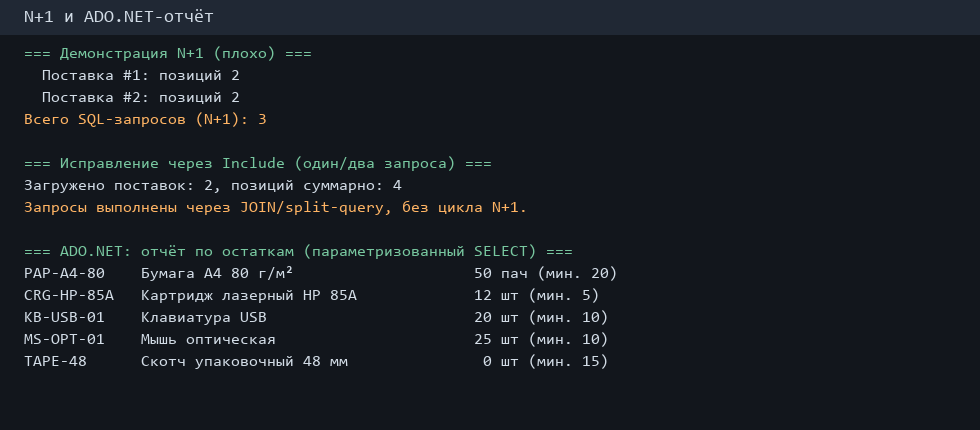 N+1 и ADO.NET-отчёт
=== Демонстрация N+1 (плохо) ===
Поставка #1: позиций 2
Поставка #2: позиций 2
Всего SQL-запросов (N+1): 3
=== Исправление через Include (один/два запроса) ===
Загружено поставок: 2, позиций суммарно: 4
Запросы выполнены через JOIN/split-query, без цикла N+1.
=== ADO.NET: отчёт по остаткам (параметризованный SELECT) ===
PAP-A4-80    Бумага А4 80 г/м²    50 пач (мин. 20)
CRG-HP-85A   Картридж лазерный HP 85A    12 шт (мин. 5)
KB-USB-01    Клавиатура USB    20 шт (мин. 10)
MS-OPT-01    Мышь оптическая    25 шт (мин. 10)
TAPE-48      Скотч упаковочный 48 мм    0 шт (мин. 15)